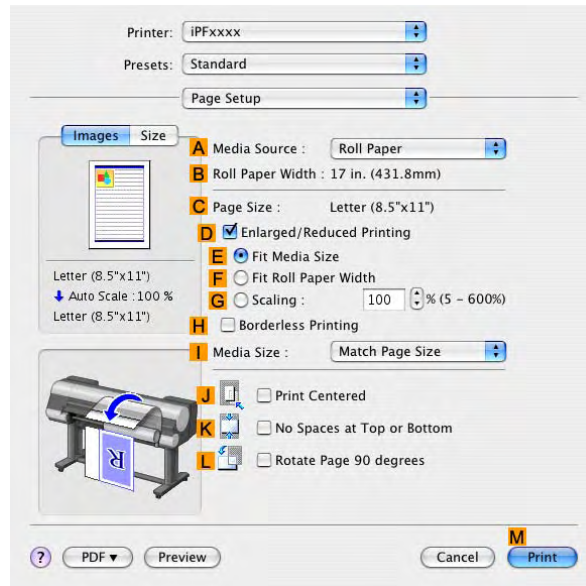 Printer: iPFxxxx
Presets: Standard
Page Setup
Images Size
A Media Source : Roll Paper
B Roll Paper Width : 17 in. (431.8mm)
C Page Size : Letter (8.5"x11")
D Enlarged/Reduced Printing
E Fit Media Size
F Fit Roll Paper Width
G Scaling : 100 % (5 - 600%)
Letter (8.5"x11")
Auto Scale :100 %
Letter (8.5"x11")
H Borderless Printing
I Media Size : Match Page Size
J Print Centered
K No Spaces at Top or Bottom
L Rotate Page 90 degrees
R
M
? PDF ▼ Preview Cancel Print